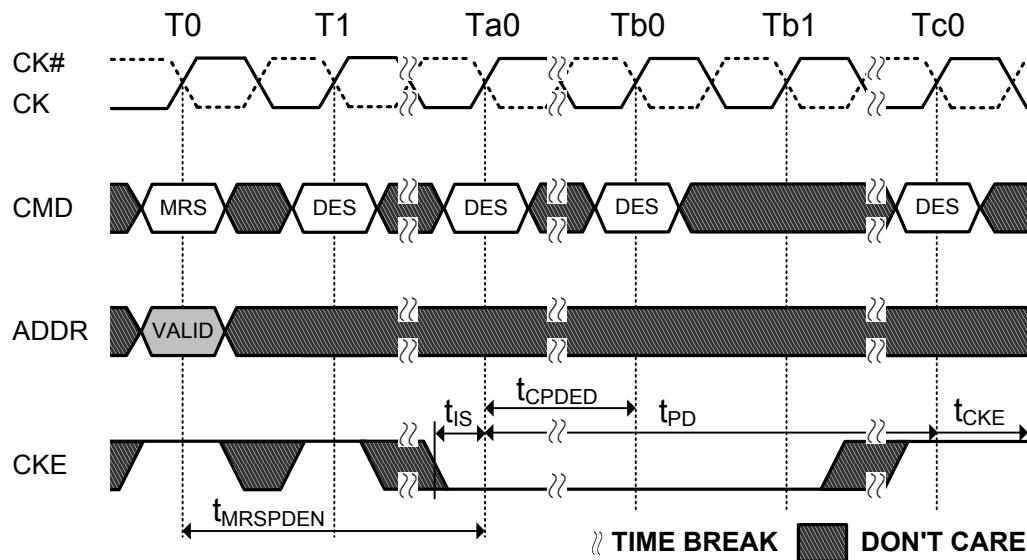 T0 T1 Ta0 Tb0 Tb1 Tc0
CK#
CK
CMD MRS DES DES DES DES
ADDR VALID
tIS tCPDED tPD tCKE
CKE
tMRSPDEN
TIME BREAK DON'T CARE